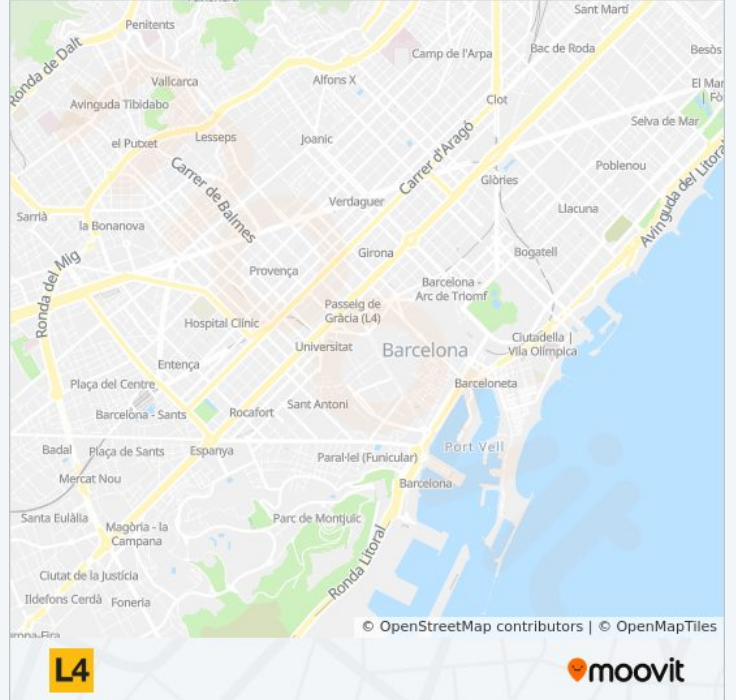 Sant Martí
Penitents
Ronda de Dalt
Camp de l'Arpa
Bac de Roda
Besòs
Vallcarca
Alfons X
El Mar
| Fò
Avinguda Tibidabo
Clot
Selva de Mar
el Putxet
Lesseps
Joanic
Carrer d'Aragó
Poblenou
Carrer de Balmes
Glòries
Avinguda del Litoral
Verdaguer
Llacuna
Sarrià
la Bonanova
Girona
Bogatell
Ronda del Mig
Provença
Barcelona -
Arc de Triomf
Passeig de
Gràcia (L4)
Hospital Clínic
Universitat
Barcelona
Ciutadella |
Vila Olímpica
Entença
Plaça del Centre
Barceloneta
Barcelona - Sants
Rocafort
Sant Antoni
Badal
Plaça de Sants
Espanya
Paral·lel (Funicular)
Port Vell
Mercat Nou
Barcelona
Santa Eulàlia
Magòria - la
Campana
Parc de Montjuïc
Ronda Litoral
Ciutat de la Justícia
Ildefons Cerdà
Foneria
ropa-Fira
© OpenStreetMap contributors | © OpenMapTiles
L4
moovit